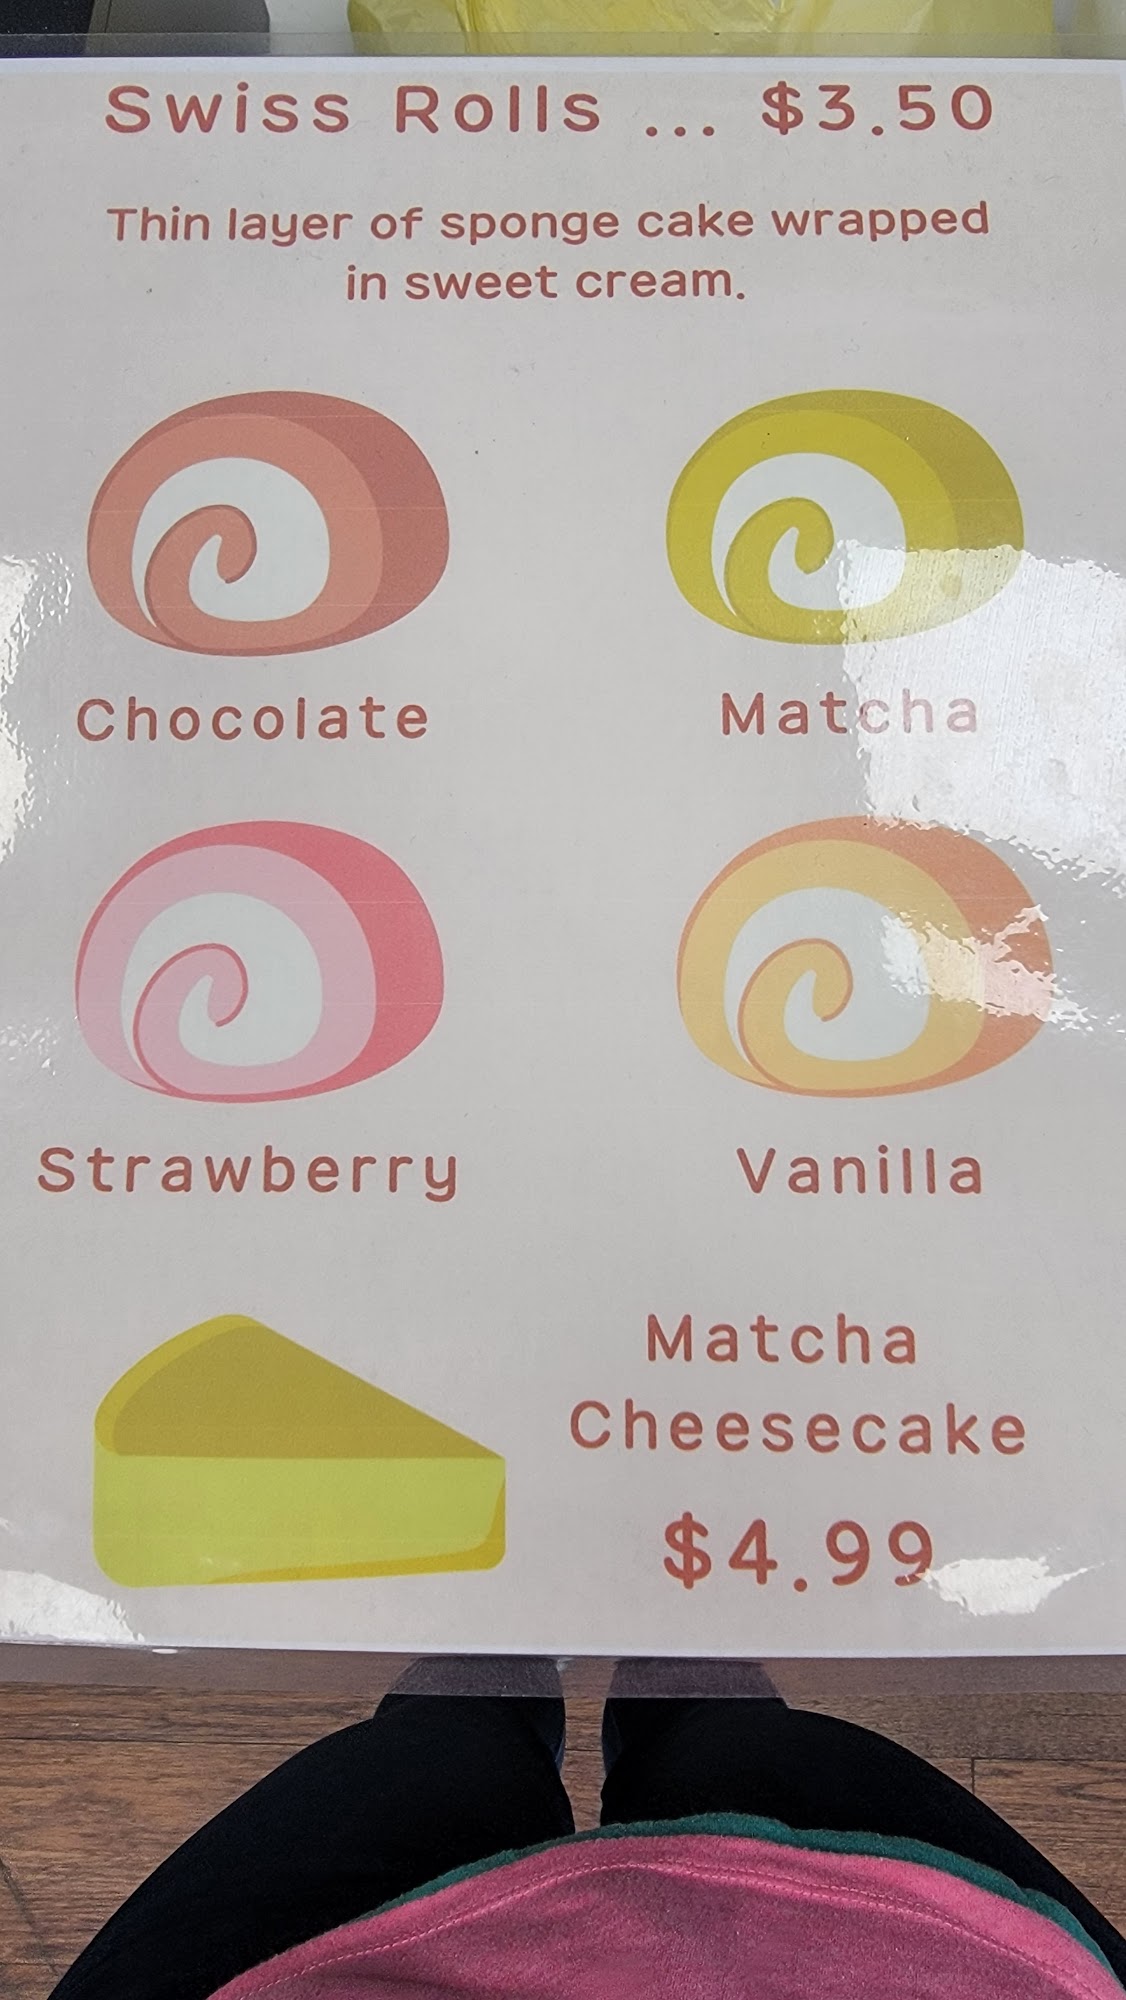 Swiss Rolls ... $3.50
Thin layer of sponge cake wrapped
in sweet cream.
Chocolate
Matcha
Strawberry
Vanilla
Matcha
Cheesecake
$4.99